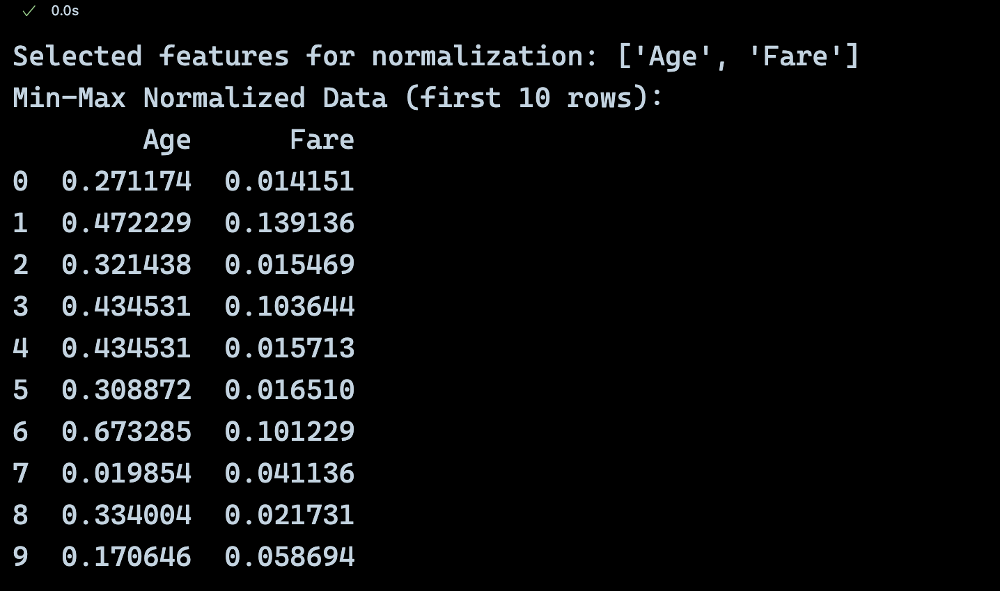 ✓ 0.0s
Selected features for normalization: ['Age', 'Fare']
Min-Max Normalized Data (first 10 rows):
        Age      Fare
0  0.271174  0.014151
1  0.472229  0.139136
2  0.321438  0.015469
3  0.434531  0.103644
4  0.434531  0.015713
5  0.308872  0.016510
6  0.673285  0.101229
7  0.019854  0.041136
8  0.334004  0.021731
9  0.170646  0.058694